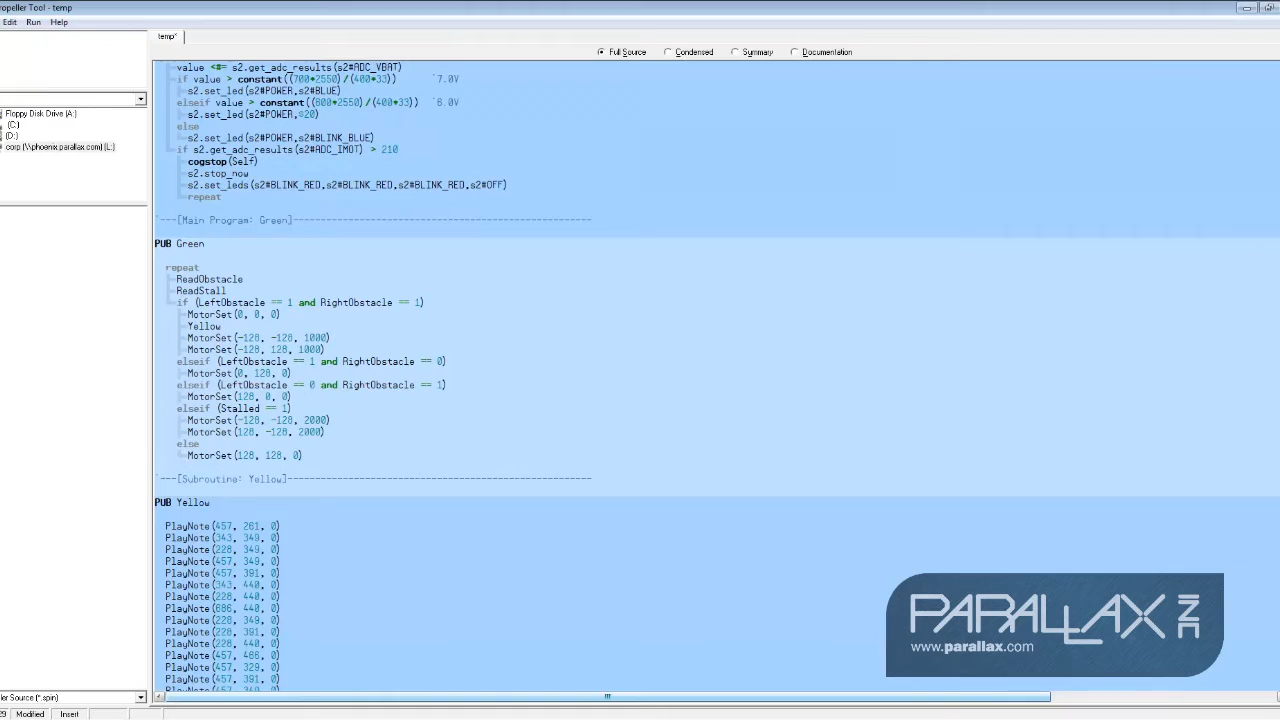 ropeller Tool - temp
Edit Run Help
temp*
Full Source Condensed Summary Documentation
Floppy Disk Drive (A:)
(C:)
(D:)
corp (\\phoenix.parallax.com) (L:)
value <#= s2.get_adc_results(s2#ADC_VBAT)
if value > constant((700*2550)/(400*33)) `7.0V
s2.set_led(s2#POWER,s2#BLUE)
elseif value > constant((600*2550)/(400*33)) `6.0V
s2.set_led(s2#POWER,$20)
else
s2.set_led(s2#POWER,s2#BLINK_BLUE)
if s2.get_adc_results(s2#ADC_IMOT) > 210
cogstop(Self)
s2.stop_now
s2.set_leds(s2#BLINK_RED,s2#BLINK_RED,s2#BLINK_RED,s2#OFF)
repeat
'---[Main Program: Green]------------------------------------------------------
PUB Green
repeat
ReadObstacle
ReadStall
if (LeftObstacle == 1 and RightObstacle == 1)
MotorSet(0, 0, 0)
Yellow
MotorSet(-128, -128, 1000)
MotorSet(-128, 128, 1000)
elseif (LeftObstacle == 1 and RightObstacle == 0)
MotorSet(0, 128, 0)
elseif (LeftObstacle == 0 and RightObstacle == 1)
MotorSet(128, 0, 0)
elseif (Stalled == 1)
MotorSet(-128, -128, 2000)
MotorSet(128, -128, 2000)
else
MotorSet(128, 128, 0)
'---[Subroutine: Yellow]-------------------------------------------------------
PUB Yellow
PlayNote(457, 261, 0)
PlayNote(343, 349, 0)
PlayNote(228, 349, 0)
PlayNote(457, 349, 0)
PlayNote(457, 391, 0)
PlayNote(343, 440, 0)
PlayNote(228, 440, 0)
PlayNote(686, 440, 0)
PlayNote(228, 349, 0)
PlayNote(228, 391, 0)
PlayNote(228, 440, 0)
PlayNote(457, 466, 0)
PlayNote(457, 329, 0)
PlayNote(457, 391, 0)
PlayNote(457, 349, 0)
PARALLAX INC
www.parallax.com
ler Source (*.spin)
29 Modified Insert